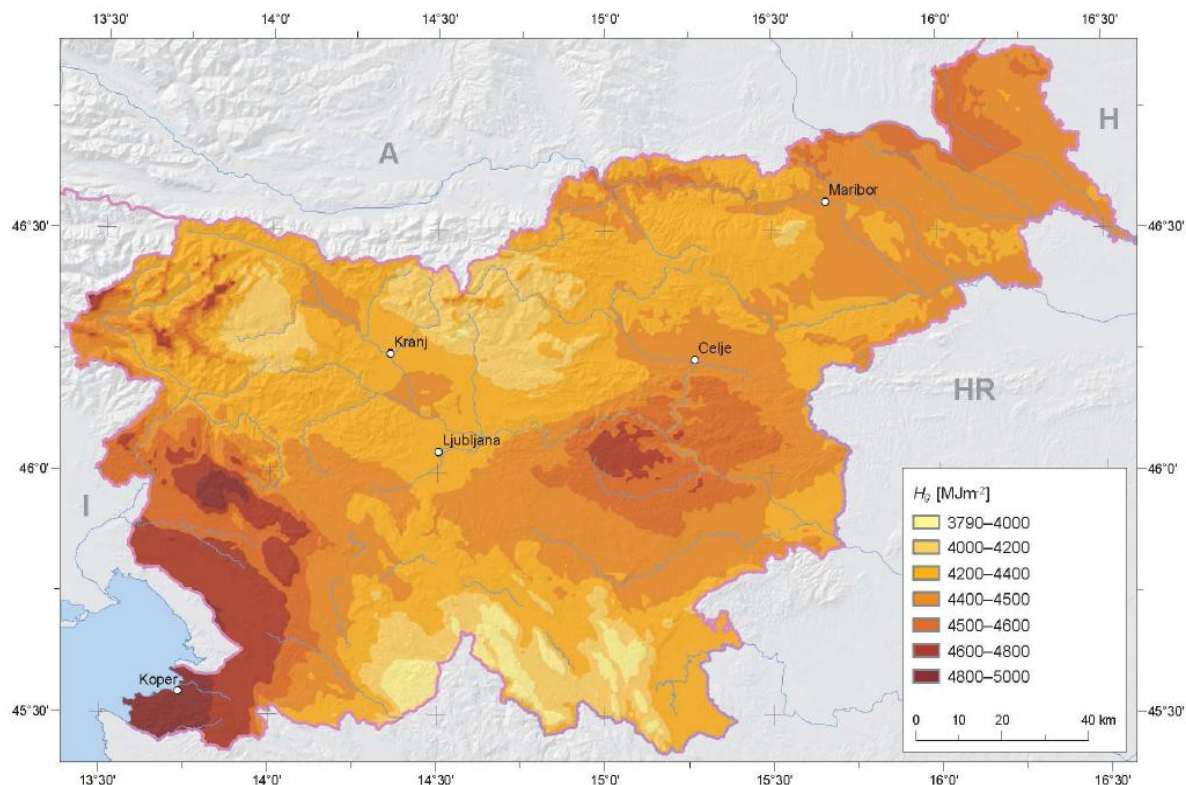 13°30' 14°0' 14°30' 15°0' 15°30' 16°0' 16°30'
H
A
Maribor
46°30' 46°30'
Kranj
Celje
HR
Ljubljana
46°0' 46°0'
I
H₀ [MJm⁻²]
3790–4000
4000–4200
4200–4400
4400–4500
4500–4600
4600–4800
4800–5000
Koper
45°30' 45°30'
0 10 20 40 km
13°30' 14°0' 14°30' 15°0' 15°30' 16°0' 16°30'